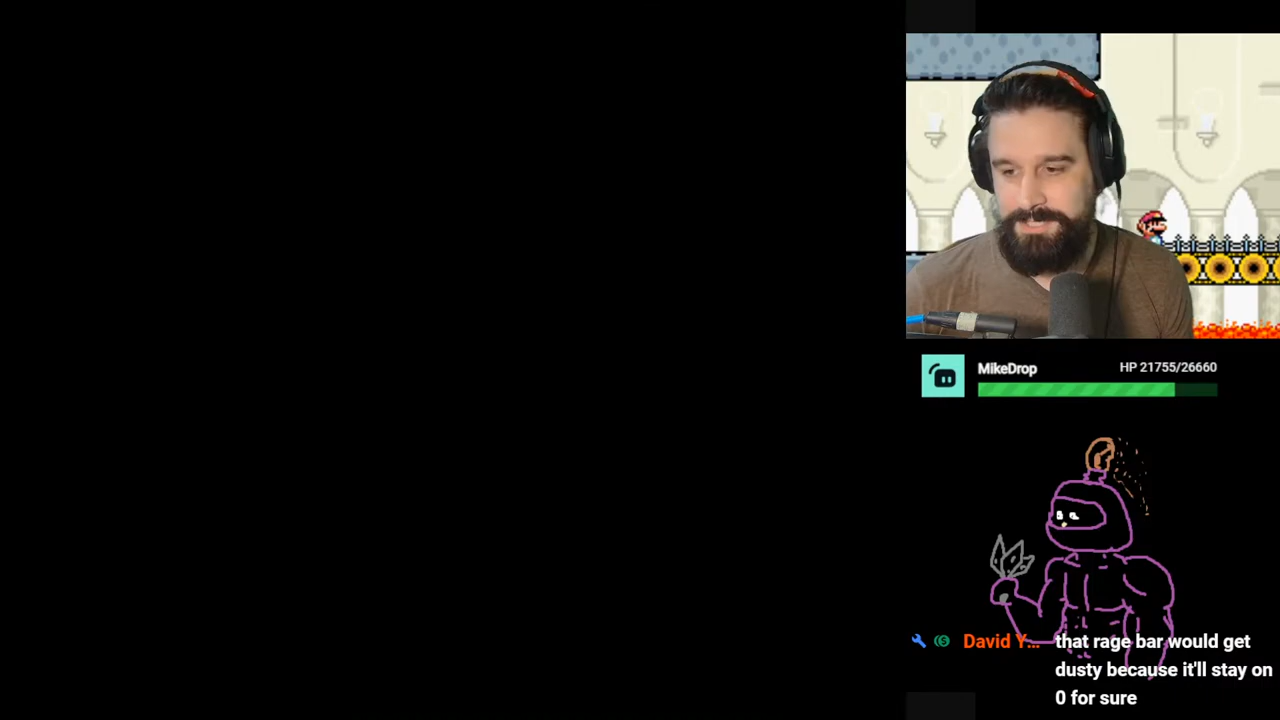 MikeDrop HP 21755/26660
David Y... that rage bar would get
dusty because it'll stay on
0 for sure